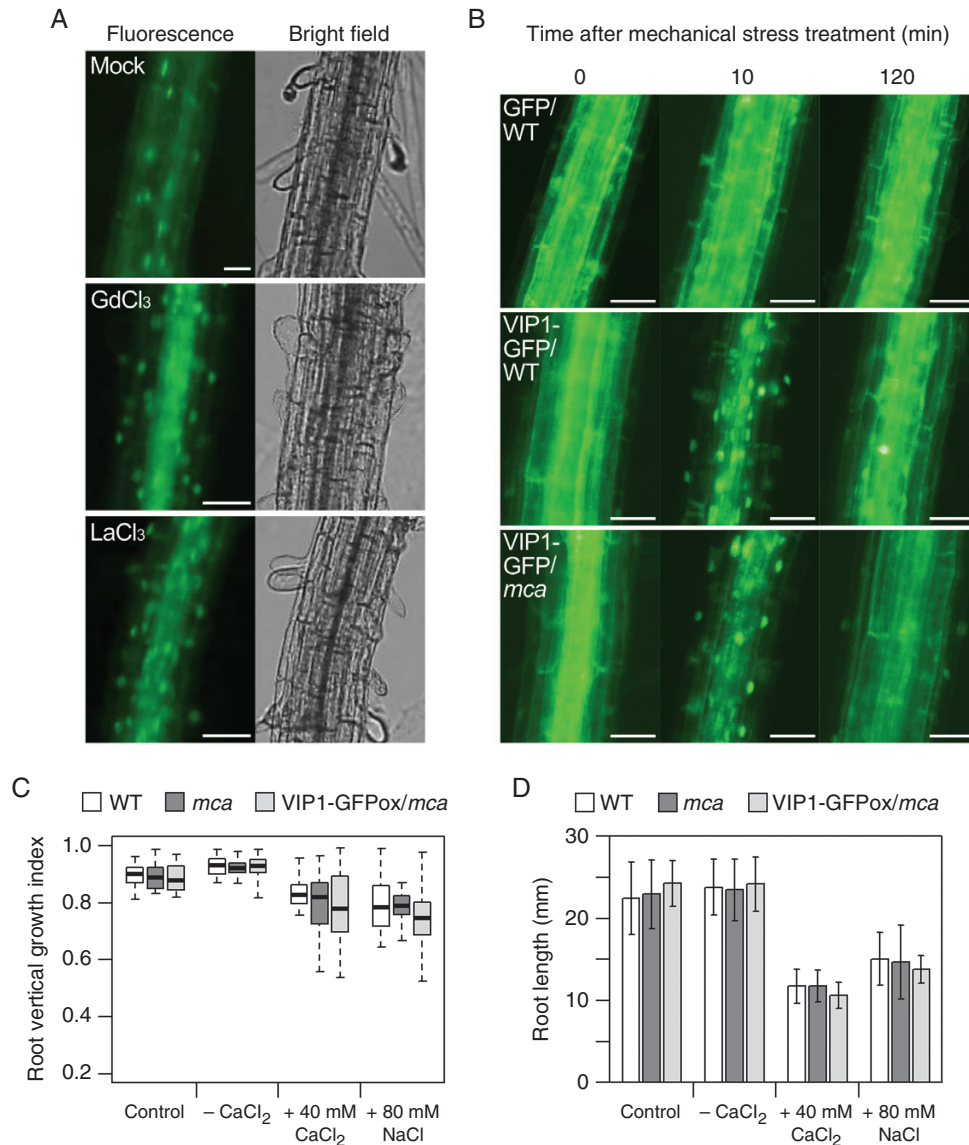 A
Fluorescence Bright field
Mock
GdCl₃
LaCl₃
B
Time after mechanical stress treatment (min)
0 10 120
GFP/
WT
VIP1-
GFP/
WT
VIP1-
GFP/
mca
C
WT mca VIP1-GFPox/mca
Root vertical growth index
1.0
0.8
0.6
0.4
0.2
Control – CaCl₂ + 40 mM + 80 mM
CaCl₂ NaCl
D
WT mca VIP1-GFPox/mca
Root length (mm)
30
20
10
0
Control – CaCl₂ + 40 mM + 80 mM
CaCl₂ NaCl